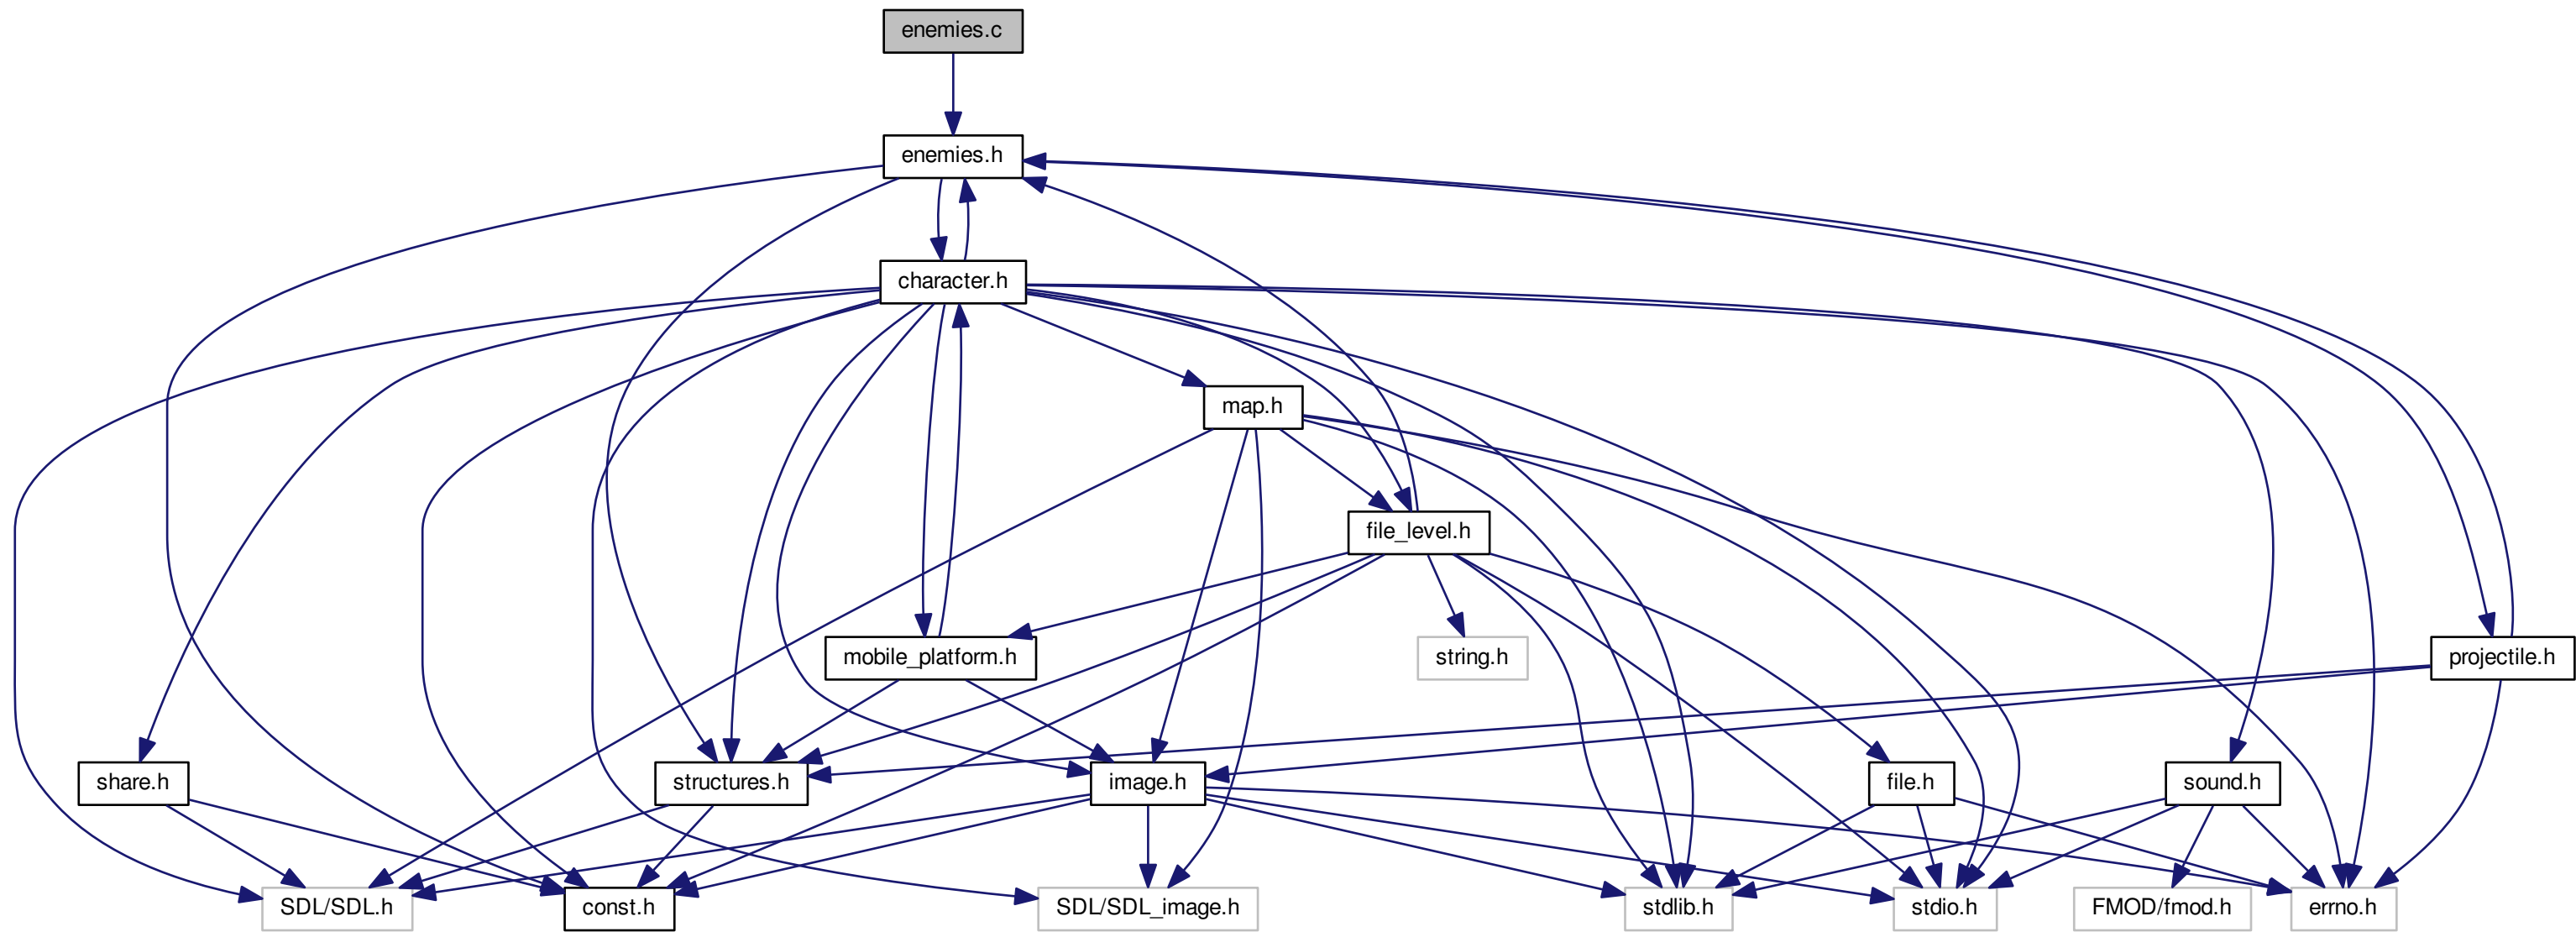 enemies.c
enemies.h
character.h
map.h
file_level.h
mobile_platform.h
string.h
projectile.h
share.h
structures.h
image.h
file.h
sound.h
SDL/SDL.h
const.h
SDL/SDL_image.h
stdlib.h
stdio.h
FMOD/fmod.h
errno.h